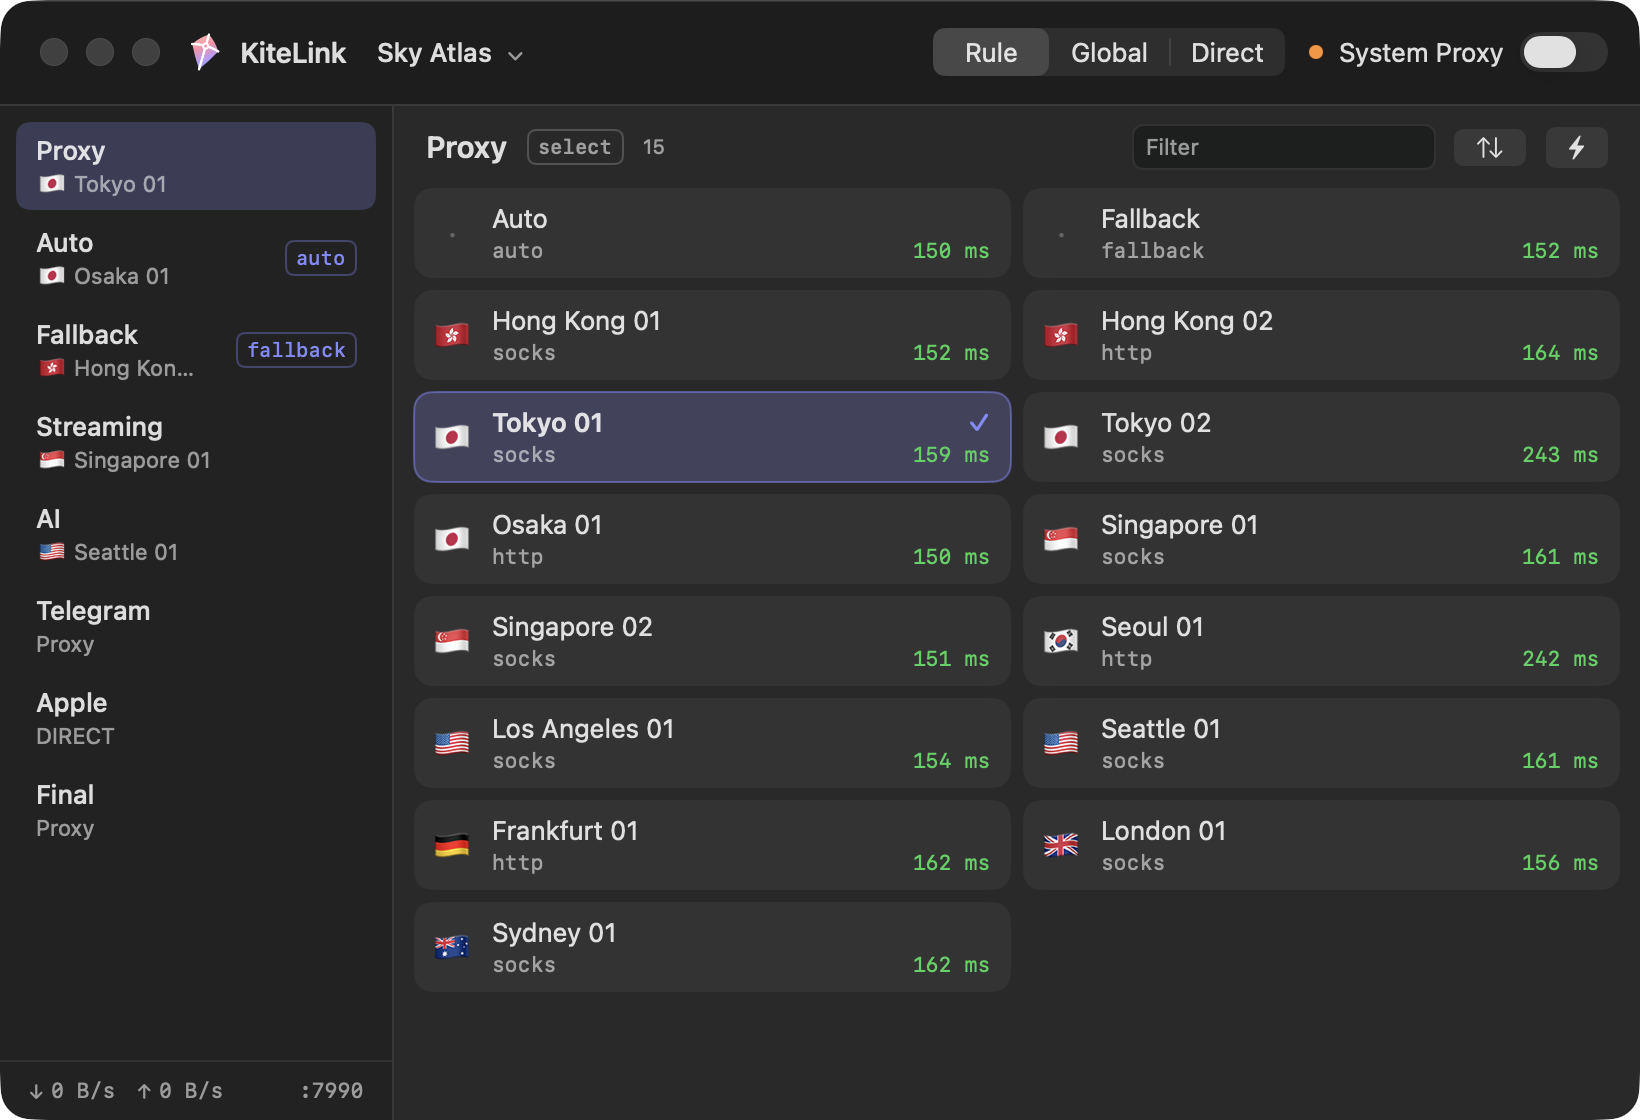 KiteLink Sky Atlas
Rule Global Direct System Proxy
Proxy
Tokyo 01
Auto
Osaka 01
auto
Fallback
Hong Kon...
fallback
Streaming
Singapore 01
AI
Seattle 01
Telegram
Proxy
Apple
DIRECT
Final
Proxy
↓ 0 B/s ↑ 0 B/s :7990
Proxy select 15 Filter
Auto
auto 150 ms
Fallback
fallback 152 ms
Hong Kong 01
socks 152 ms
Hong Kong 02
http 164 ms
Tokyo 01 ✓
socks 159 ms
Tokyo 02
socks 243 ms
Osaka 01
http 150 ms
Singapore 01
socks 161 ms
Singapore 02
socks 151 ms
Seoul 01
http 242 ms
Los Angeles 01
socks 154 ms
Seattle 01
socks 161 ms
Frankfurt 01
http 162 ms
London 01
socks 156 ms
Sydney 01
socks 162 ms